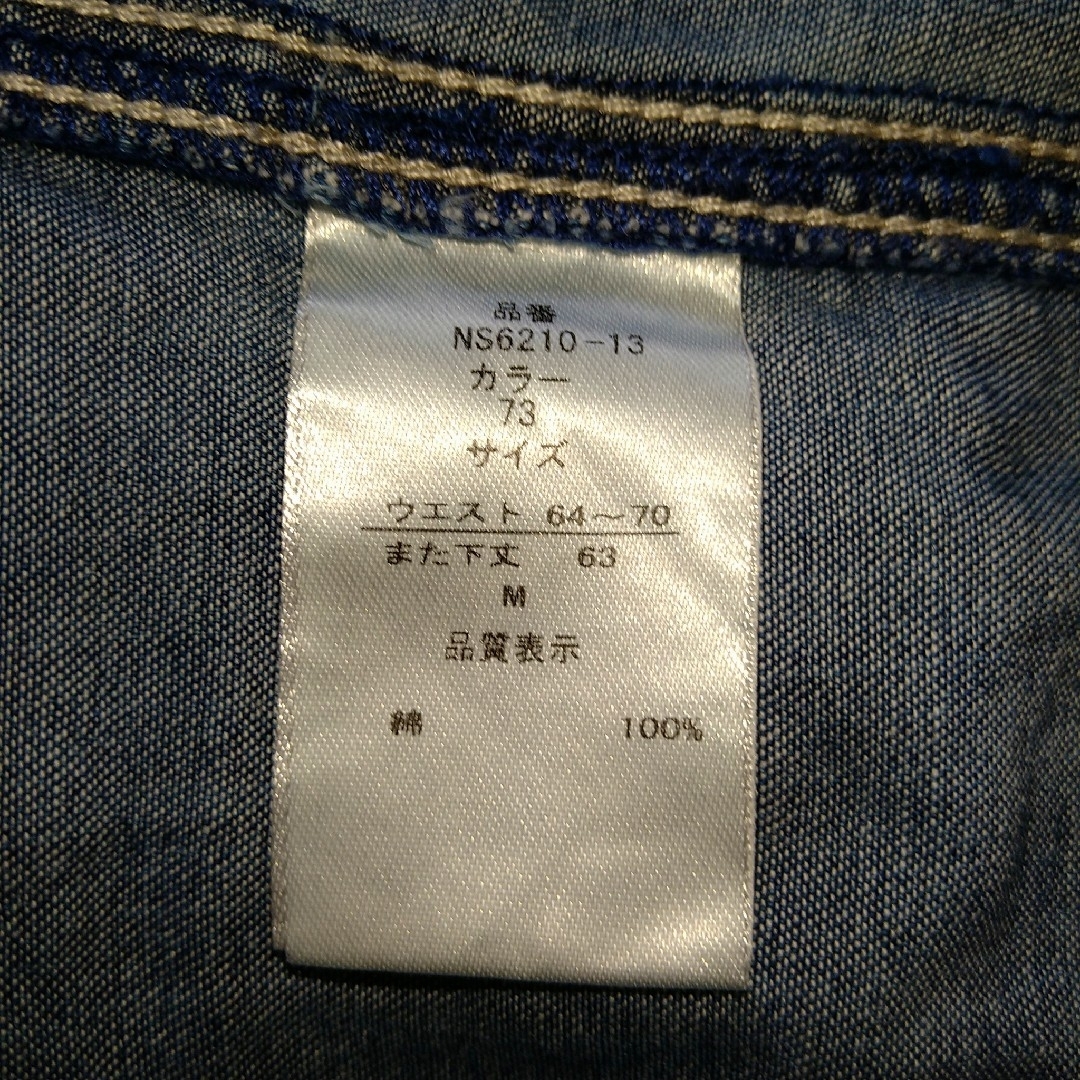 品番
NS6210-13
カラー
73
サイズ
ウエスト 64～70
また下丈 63
M
品質表示
綿 100%